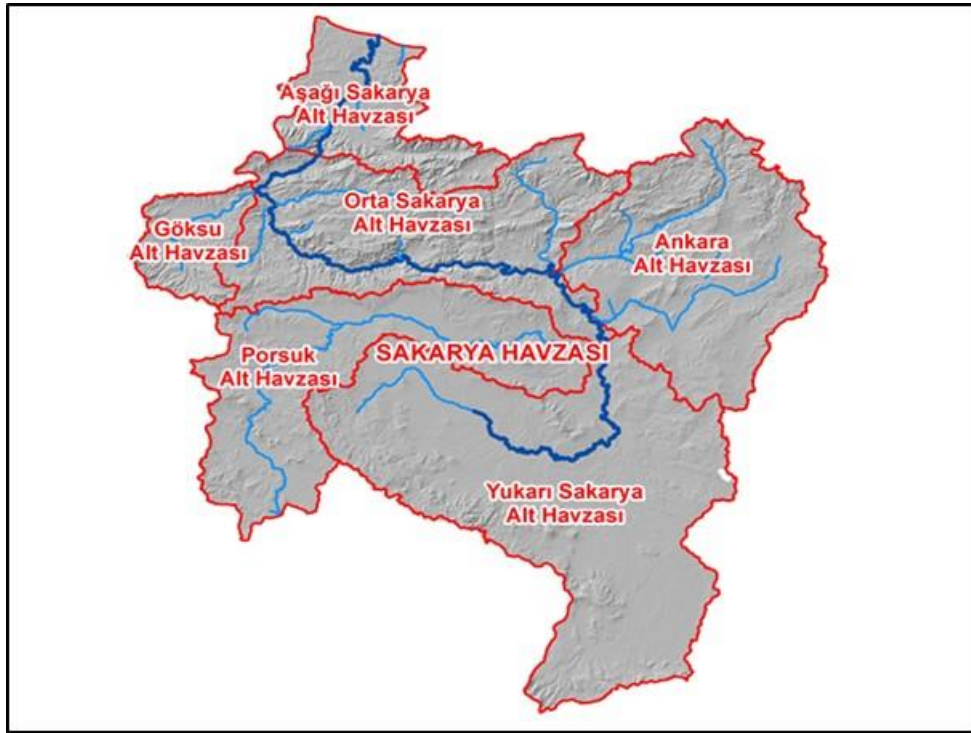 Aşağı Sakarya
Alt Havzası
Orta Sakarya
Alt Havzası
Göksu
Alt Havzası
Ankara
Alt Havzası
SAKARYA HAVZASI
Porsuk
Alt Havzası
Yukarı Sakarya
Alt Havzası